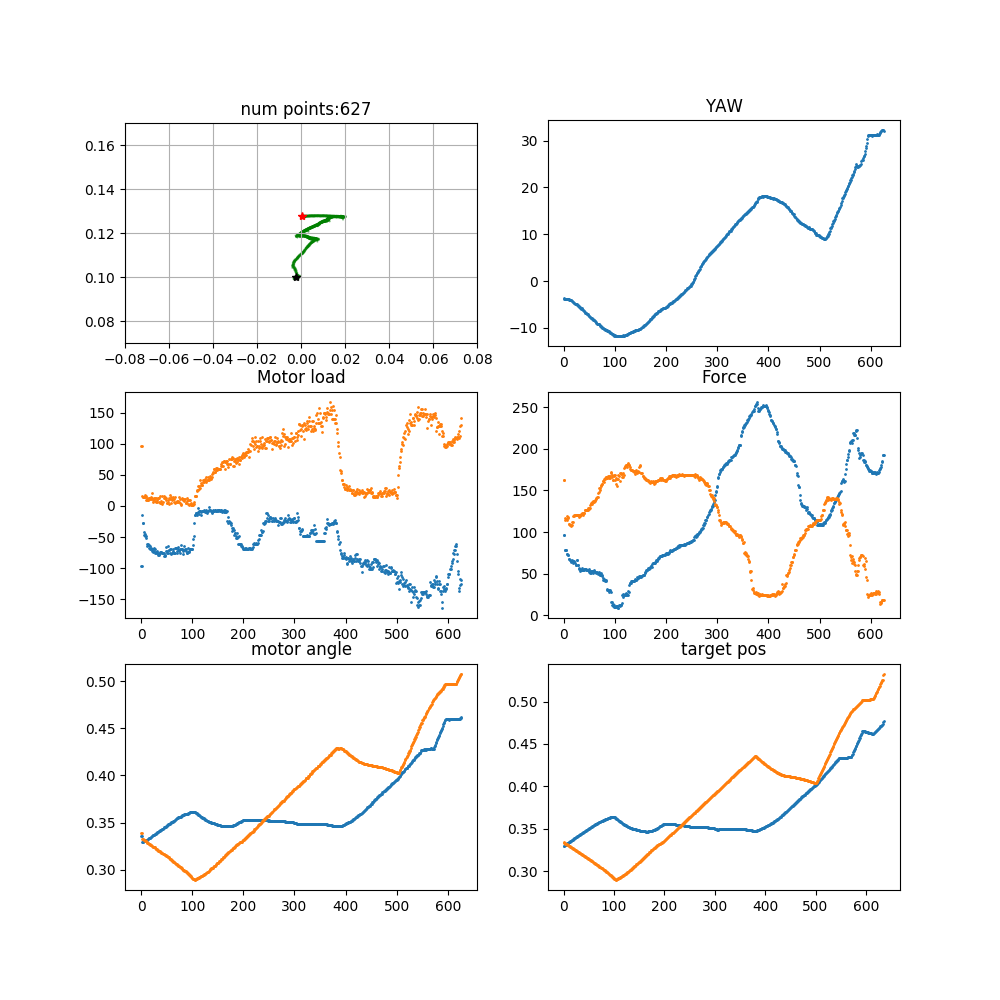 num points:627
0.16
0.14
0.12
0.10
0.08
−0.08 −0.06 −0.04 −0.02 0.00 0.02 0.04 0.06 0.08
YAW
30
20
10
0
−10
0 100 200 300 400 500 600
Motor load
150
100
50
0
−50
−100
−150
0 100 200 300 400 500 600
Force
250
200
150
100
50
0
0 100 200 300 400 500 600
motor angle
0.50
0.45
0.40
0.35
0.30
0 100 200 300 400 500 600
target pos
0.50
0.45
0.40
0.35
0.30
0 100 200 300 400 500 600